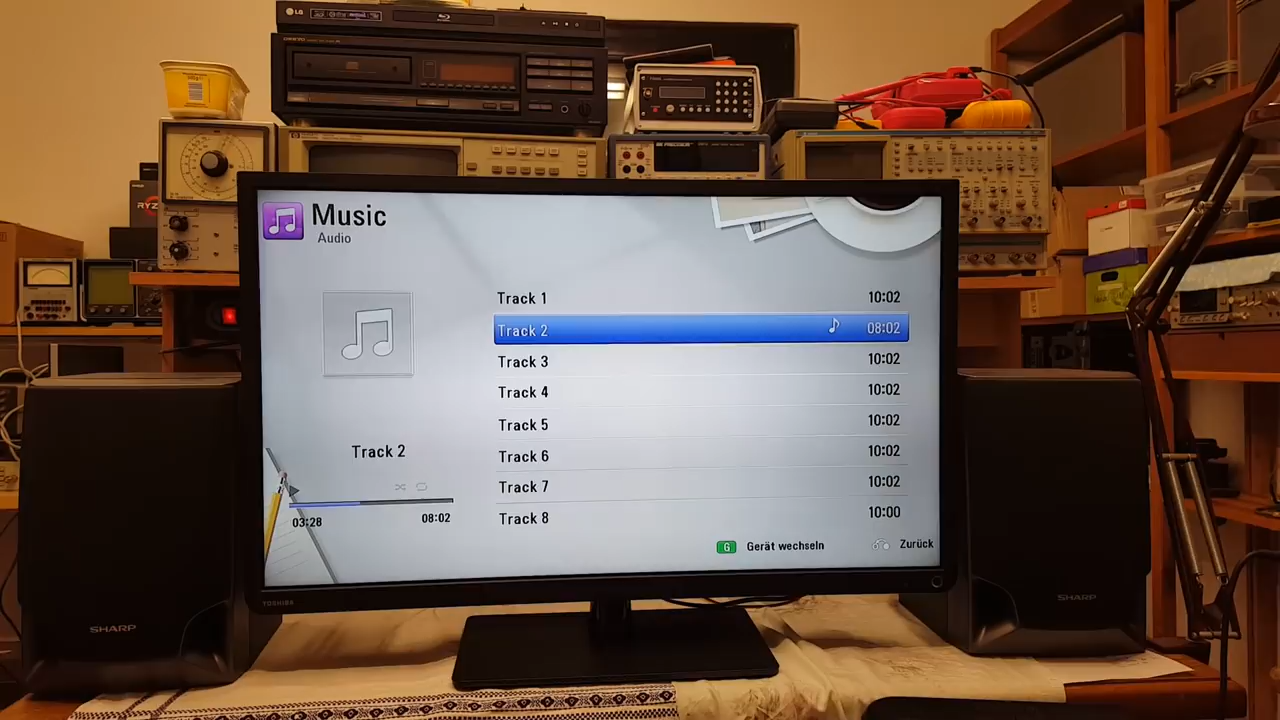 LG
ONKYO
RYZ
Music
Audio
Track 1 10:02
Track 2 08:02
Track 3 10:02
Track 4 10:02
Track 5 10:02
Track 6 10:02
Track 7 10:02
Track 8 10:00
Track 2
03:28 08:02
G Gerät wechseln Zurück
TOSHIBA
SHARP
SHARP